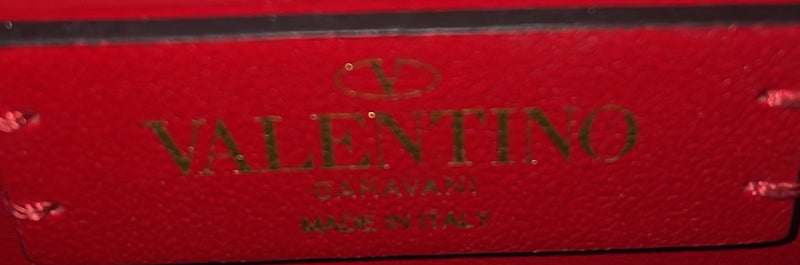 V
VALENTINO
GARAVANI
MADE IN ITALY